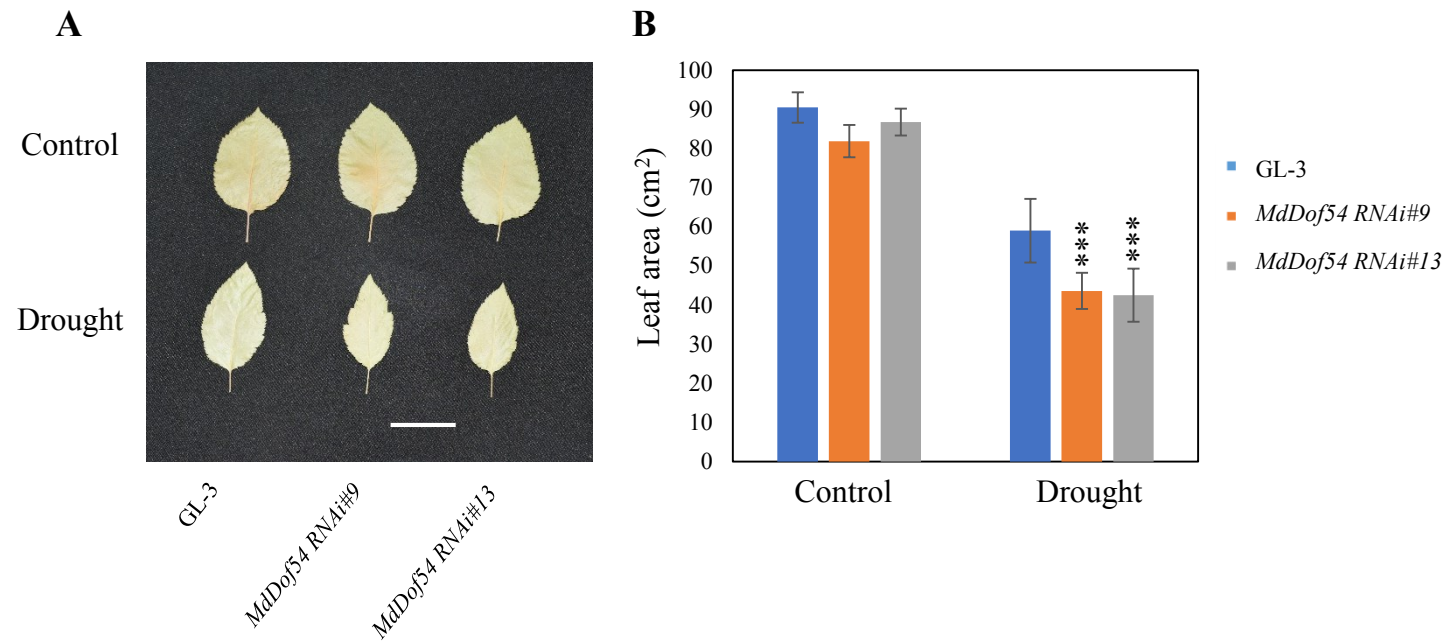 A
Control
Drought
GL-3
MdDof54 RNAi#9
MdDof54 RNAi#13
B
Leaf area (cm²)
100
90
80
70
60
50
40
30
20
10
0
***
***
Control
Drought
GL-3
MdDof54 RNAi#9
MdDof54 RNAi#13